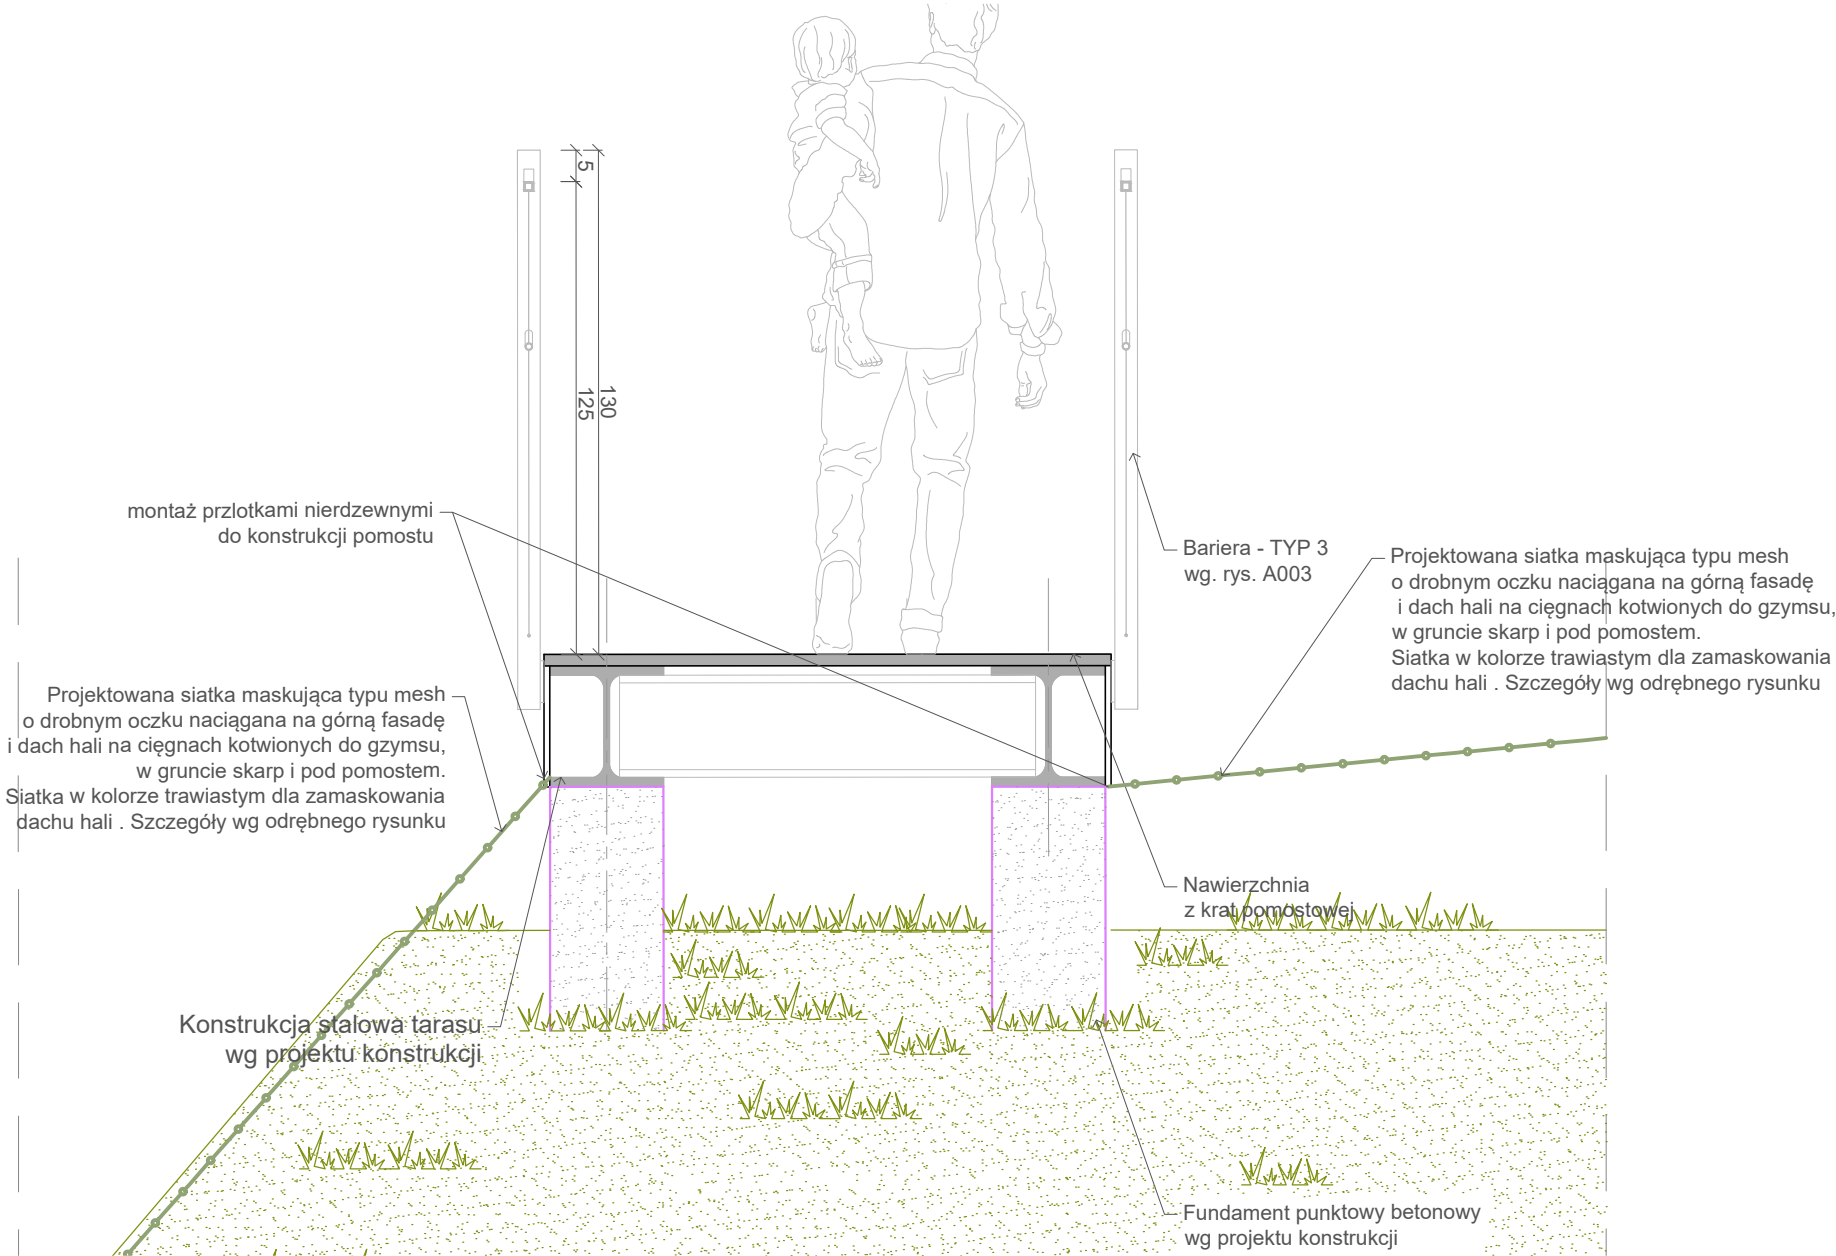 5
130
125
montaż przlotkami nierdzewnymi
do konstrukcji pomostu
Bariera - TYP 3
wg. rys. A003
Projektowana siatka maskująca typu mesh
o drobnym oczku naciągana na górną fasadę
i dach hali na cięgnach kotwionych do gzymsu,
w gruncie skarp i pod pomostem.
Siatka w kolorze trawiastym dla zamaskowania
dachu hali . Szczegóły wg odrębnego rysunku
Projektowana siatka maskująca typu mesh
o drobnym oczku naciągana na górną fasadę
i dach hali na cięgnach kotwionych do gzymsu,
w gruncie skarp i pod pomostem.
Siatka w kolorze trawiastym dla zamaskowania
dachu hali . Szczegóły wg odrębnego rysunku
Nawierzchnia
z krat pomostowej
Konstrukcja stalowa tarasu
wg projektu konstrukcji
Fundament punktowy betonowy
wg projektu konstrukcji